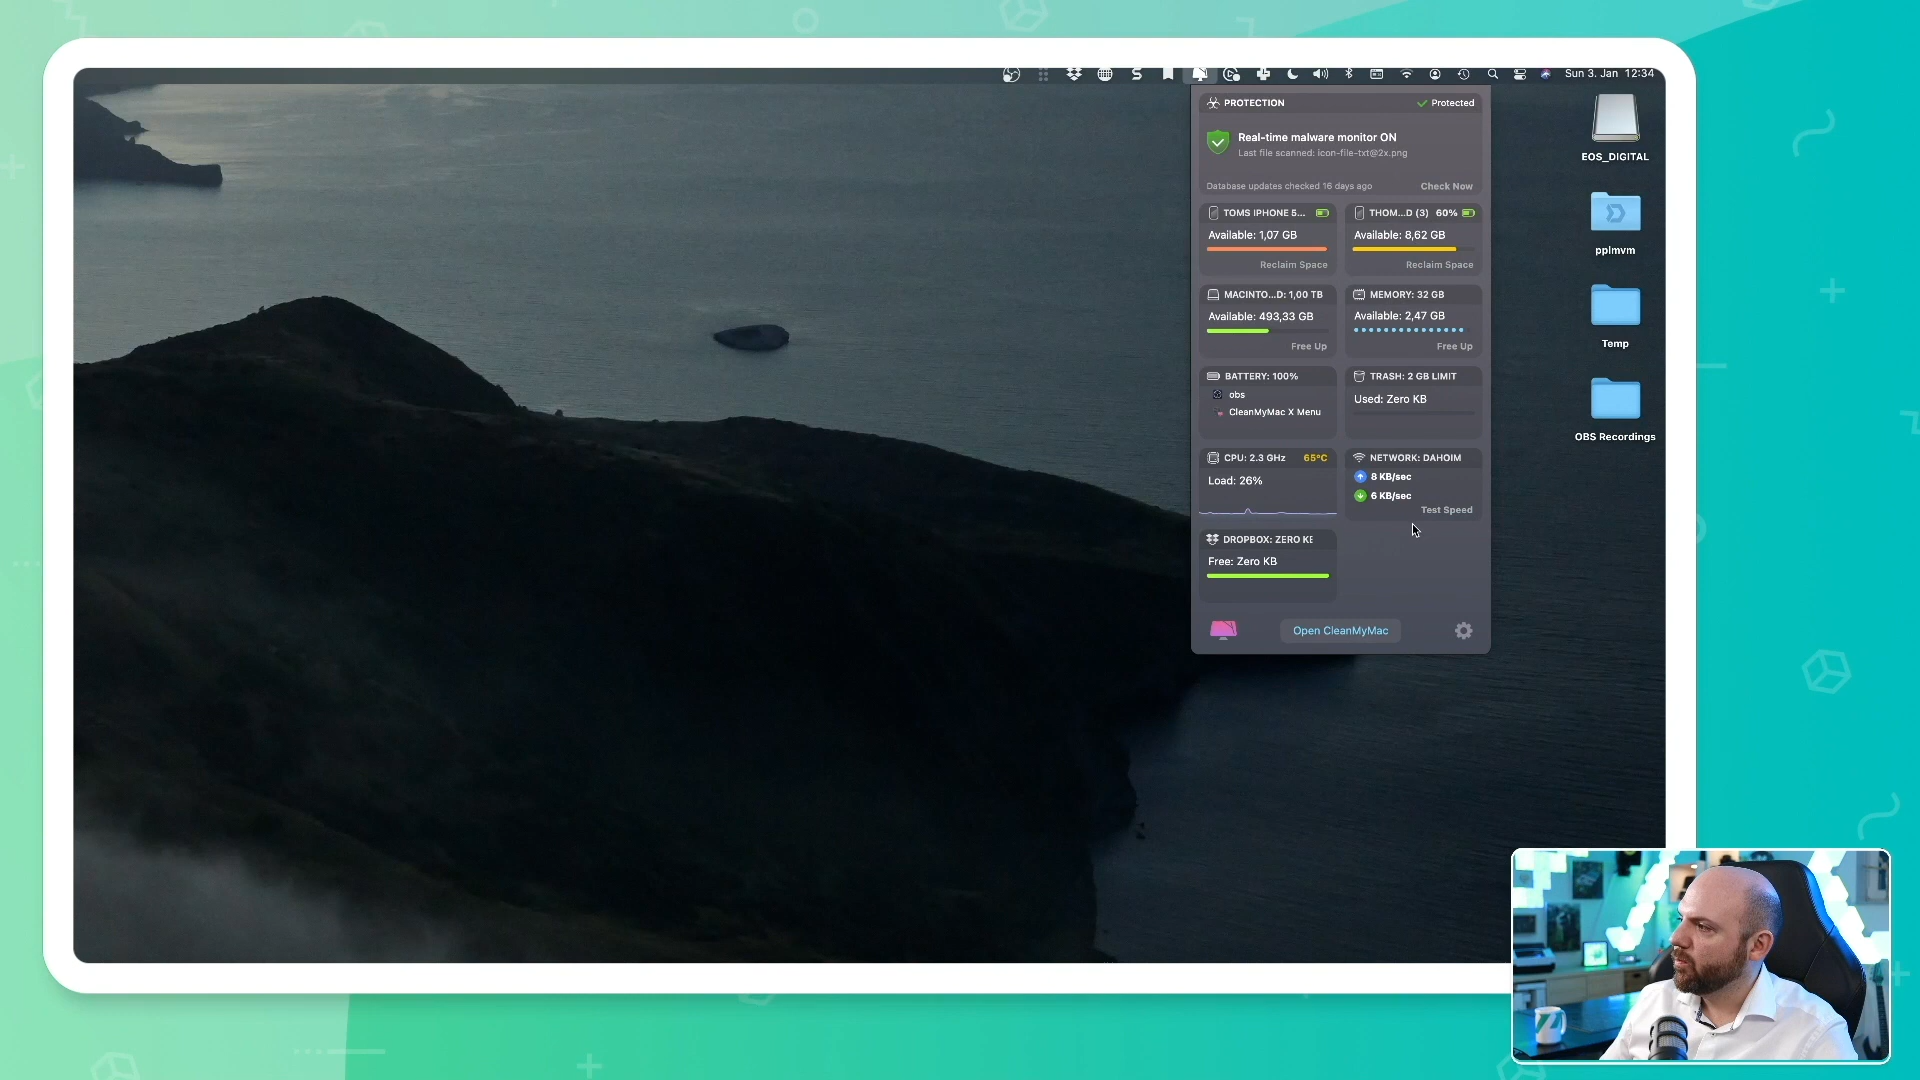 Sun 3. Jan 12:34
PROTECTION
Protected
Real-time malware monitor ON
Last file scanned: icon-file-txt@2x.png
Database updates checked 16 days ago
Check Now
TOMS IPHONE 5...
Available: 1,07 GB
Reclaim Space
THOM...D (3) 60%
Available: 8,62 GB
Reclaim Space
MACINTO...D: 1,00 TB
Available: 493,33 GB
Free Up
MEMORY: 32 GB
Available: 2,47 GB
Free Up
BATTERY: 100%
obs
CleanMyMac X Menu
TRASH: 2 GB LIMIT
Used: Zero KB
CPU: 2.3 GHz 65°C
Load: 26%
NETWORK: DAHOIM
8 KB/sec
6 KB/sec
Test Speed
DROPBOX: ZERO KE
Free: Zero KB
Open CleanMyMac
EOS_DIGITAL
pplmvm
Temp
OBS Recordings